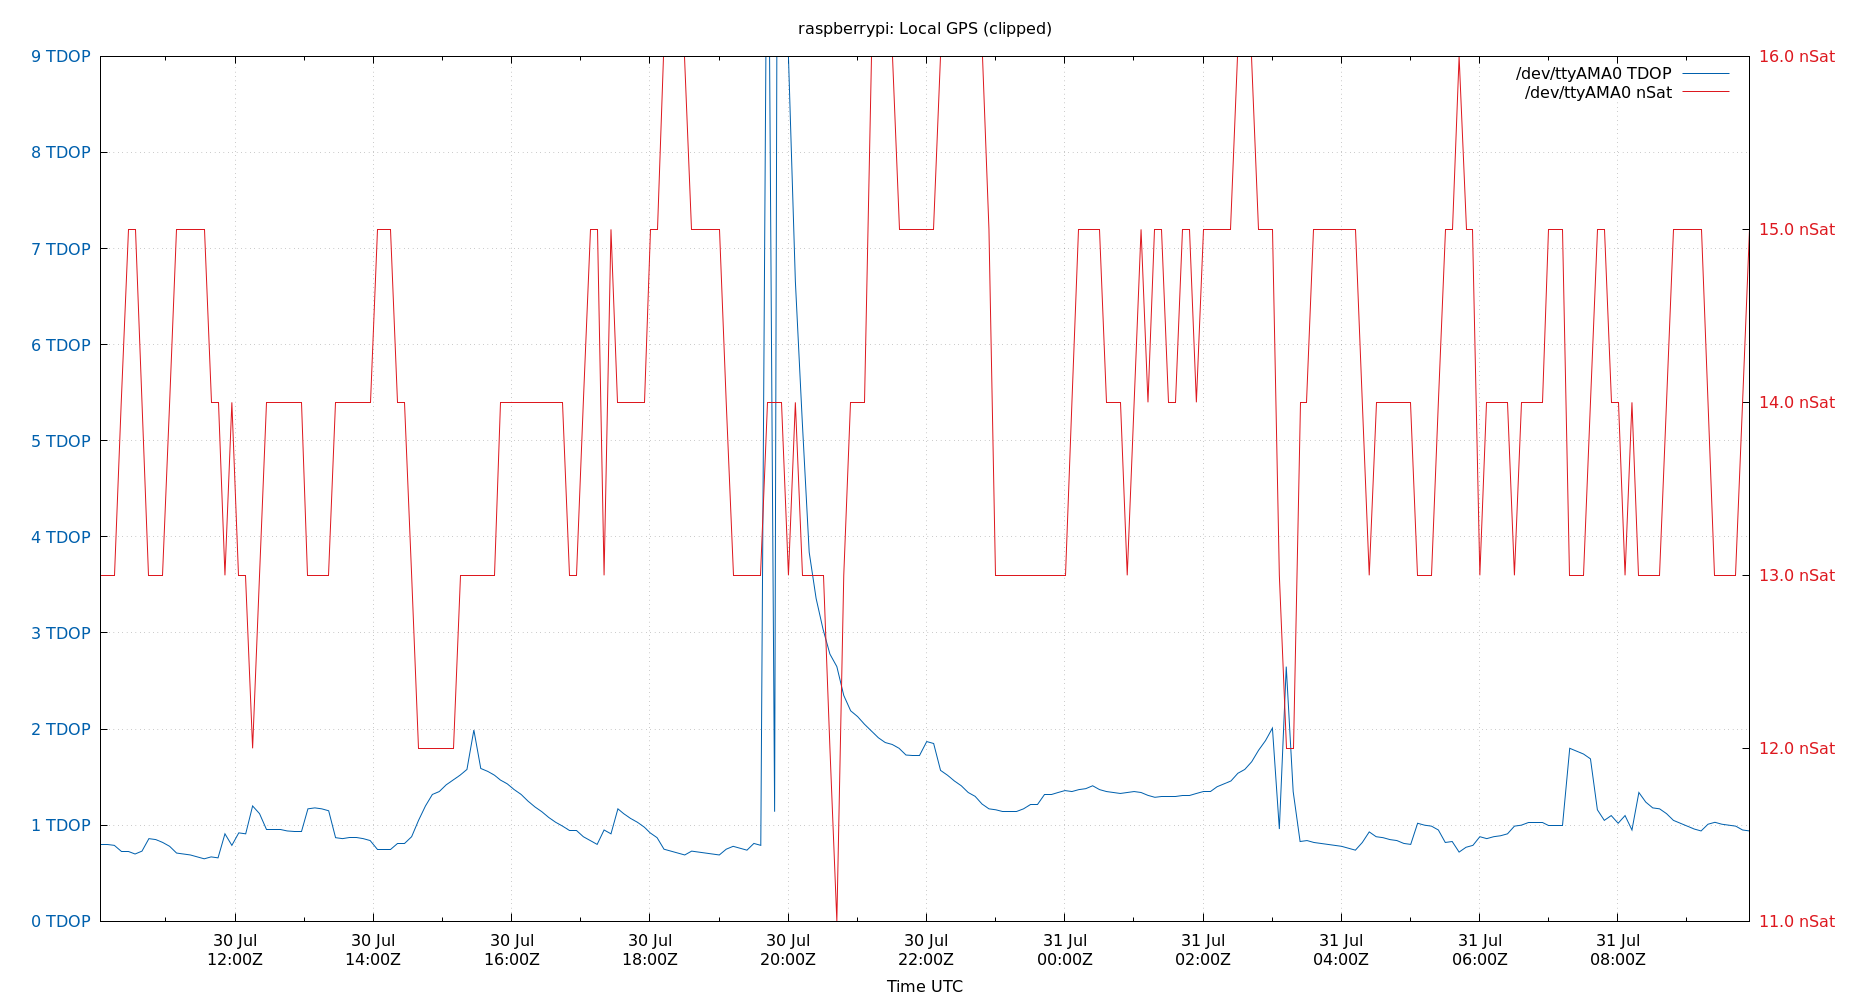 raspberrypi: Local GPS (clipped)
9 TDOP
8 TDOP
7 TDOP
6 TDOP
5 TDOP
4 TDOP
3 TDOP
2 TDOP
1 TDOP
0 TDOP
16.0 nSat
15.0 nSat
14.0 nSat
13.0 nSat
12.0 nSat
11.0 nSat
/dev/ttyAMA0 TDOP
/dev/ttyAMA0 nSat
30 Jul
12:00Z
30 Jul
14:00Z
30 Jul
16:00Z
30 Jul
18:00Z
30 Jul
20:00Z
30 Jul
22:00Z
31 Jul
00:00Z
31 Jul
02:00Z
31 Jul
04:00Z
31 Jul
06:00Z
31 Jul
08:00Z
Time UTC